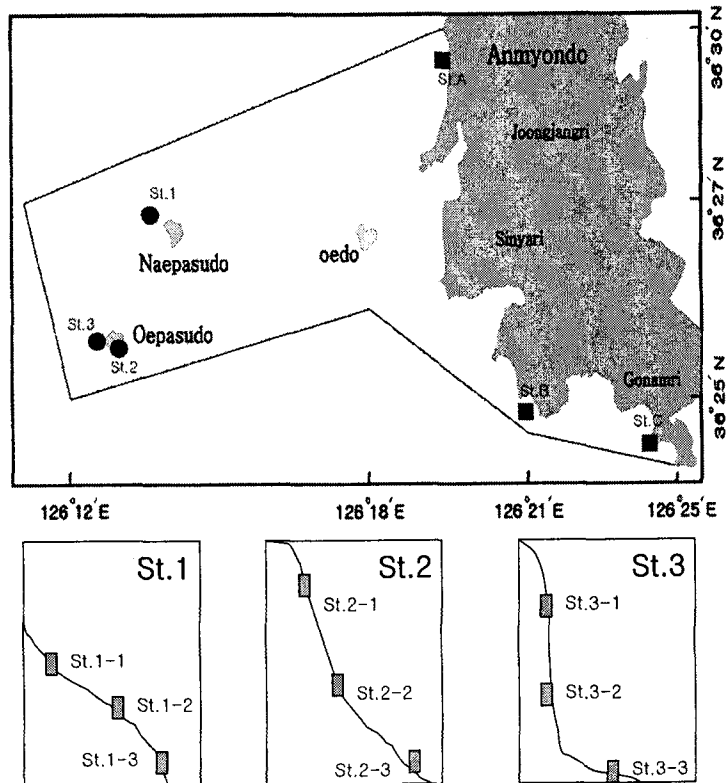 36°30'N
Anmyondo
St.A
Joongjangri
36°27'N
St.1
Sinyari
Naepasudo
oedo
St.3
Oepasudo
St.2
Gonamri
36°25'N
St.B
St.C
126°12'E
126°18'E
126°21'E
126°25'E
St.1
St.1-1
St.1-2
St.1-3
St.2
St.2-1
St.2-2
St.2-3
St.3
St.3-1
St.3-2
St.3-3